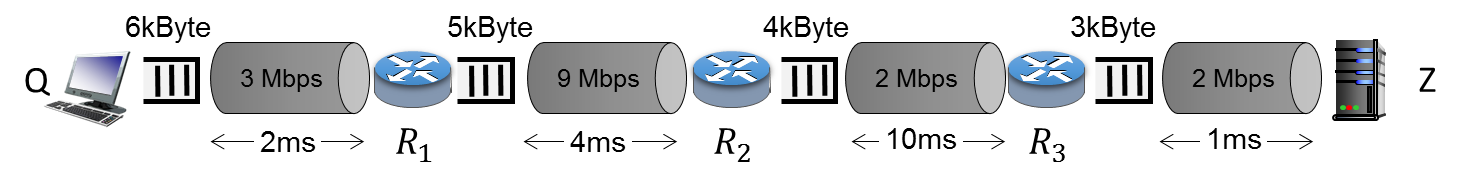 6kByte 5kByte 4kByte 3kByte
Q 3 Mbps 9 Mbps 2 Mbps 2 Mbps Z
2ms R1 4ms R2 10ms R3 1ms